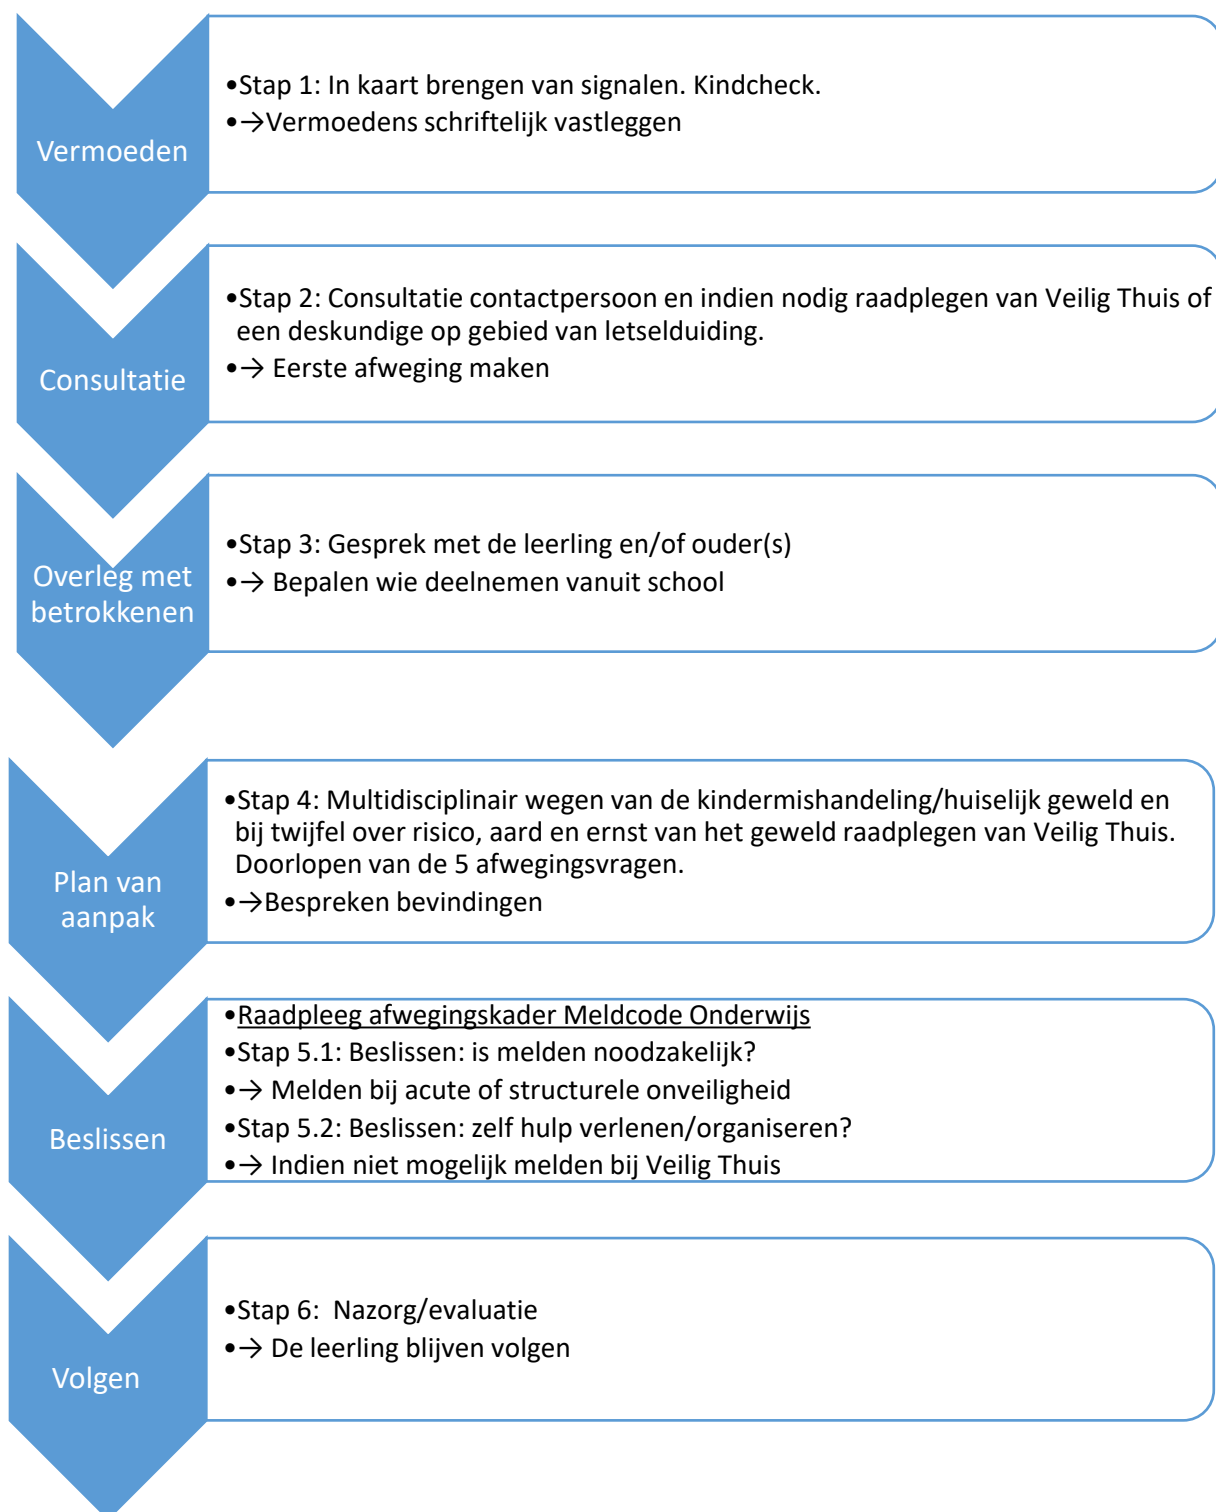 Vermoeden
•Stap 1: In kaart brengen van signalen. Kindcheck.
•→Vermoedens schriftelijk vastleggen
Consultatie
•Stap 2: Consultatie contactpersoon en indien nodig raadplegen van Veilig Thuis of
een deskundige op gebied van letselduiding.
•→ Eerste afweging maken
Overleg met
betrokkenen
•Stap 3: Gesprek met de leerling en/of ouder(s)
•→ Bepalen wie deelnemen vanuit school
Plan van
aanpak
•Stap 4: Multidisciplinair wegen van de kindermishandeling/huiselijk geweld en
bij twijfel over risico, aard en ernst van het geweld raadplegen van Veilig Thuis.
Doorlopen van de 5 afwegingsvragen.
•→Bespreken bevindingen
Beslissen
•Raadpleeg afwegingskader Meldcode Onderwijs
•Stap 5.1: Beslissen: is melden noodzakelijk?
•→ Melden bij acute of structurele onveiligheid
•Stap 5.2: Beslissen: zelf hulp verlenen/organiseren?
•→ Indien niet mogelijk melden bij Veilig Thuis
Volgen
•Stap 6:  Nazorg/evaluatie
•→ De leerling blijven volgen